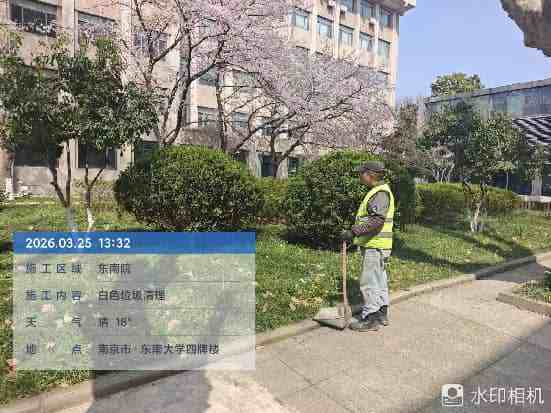 2026.03.25 13:32
施工区域 东南院
施工内容 白色垃圾清理
天气 晴 18°
地点 南京市·东南大学四牌楼
水印相机